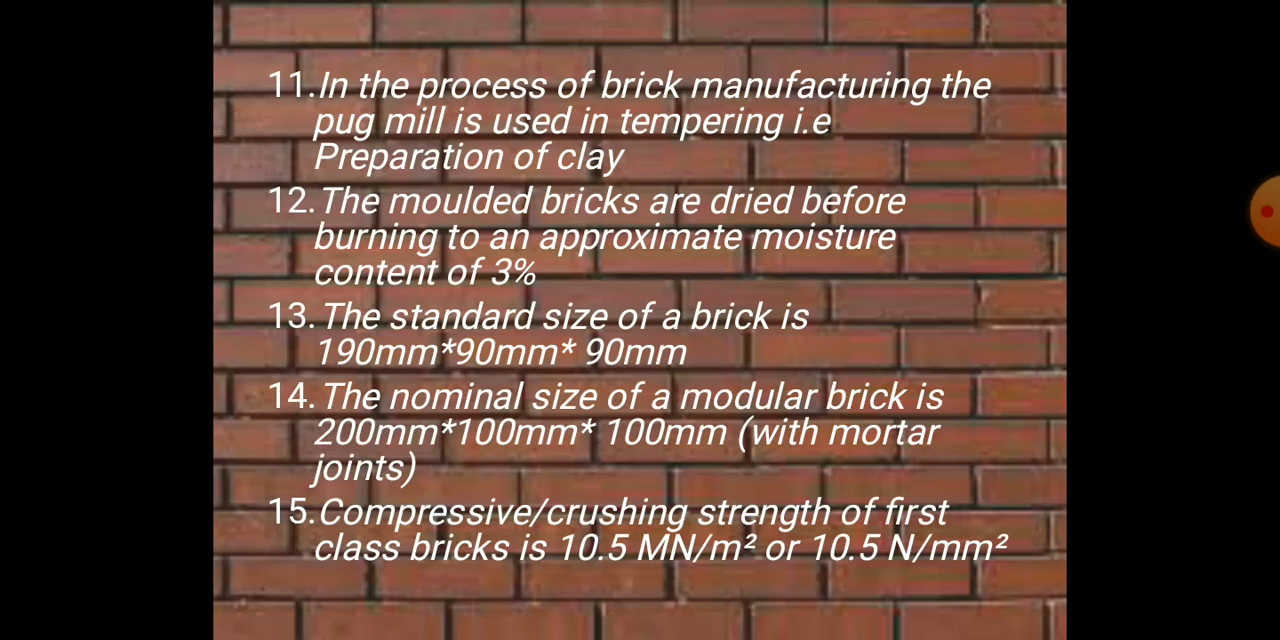 11.In the process of brick manufacturing the
pug mill is used in tempering i.e
Preparation of clay
12.The moulded bricks are dried before
burning to an approximate moisture
content of 3%
13.The standard size of a brick is
190mm*90mm* 90mm
14.The nominal size of a modular brick is
200mm*100mm* 100mm (with mortar
joints)
15.Compressive/crushing strength of first
class bricks is 10.5 MN/m² or 10.5 N/mm²